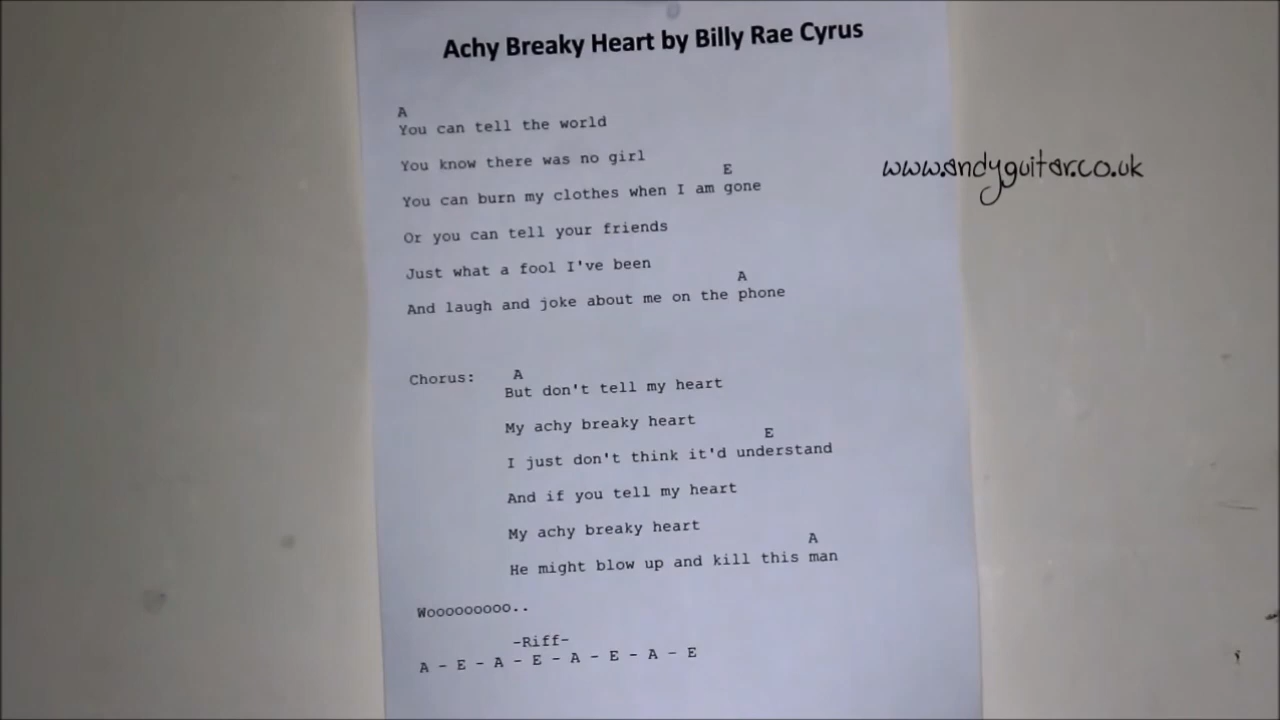 Achy Breaky Heart by Billy Rae Cyrus
www.andyguitar.co.uk
A
You can tell the world
You know there was no girl
E
You can burn my clothes when I am gone
Or you can tell your friends
Just what a fool I've been
A
And laugh and joke about me on the phone
Chorus: A
But don't tell my heart
My achy breaky heart
E
I just don't think it'd understand
And if you tell my heart
My achy breaky heart
A
He might blow up and kill this man
Wooooooooo..
-Riff-
A - E - A - E - A - E - A - E